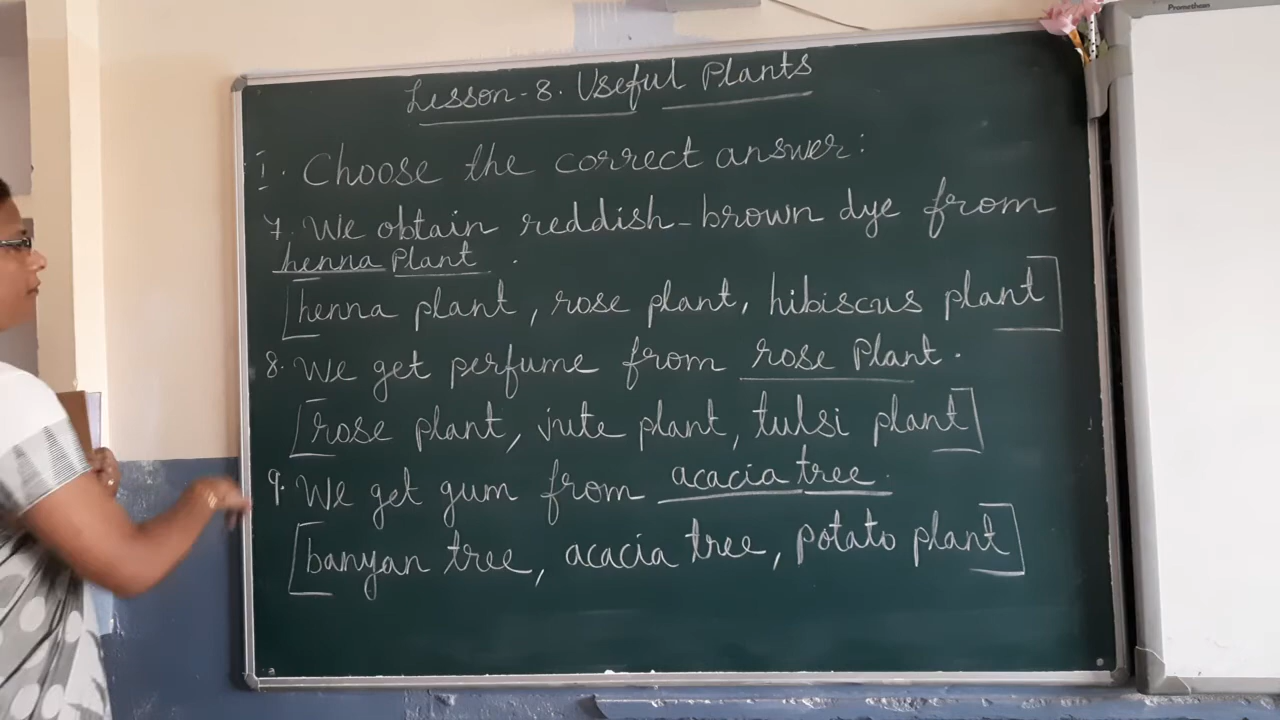 Promethean
Lesson-8. Useful Plants
I. Choose the correct answer:
7. We obtain reddish-brown dye from
henna Plant .
[henna plant, rose plant, hibiscus plant]
8. We get perfume from rose Plant.
[rose plant, jute plant, tulsi plant]
9. We get gum from acacia tree.
[banyan tree, acacia tree, potato plant]